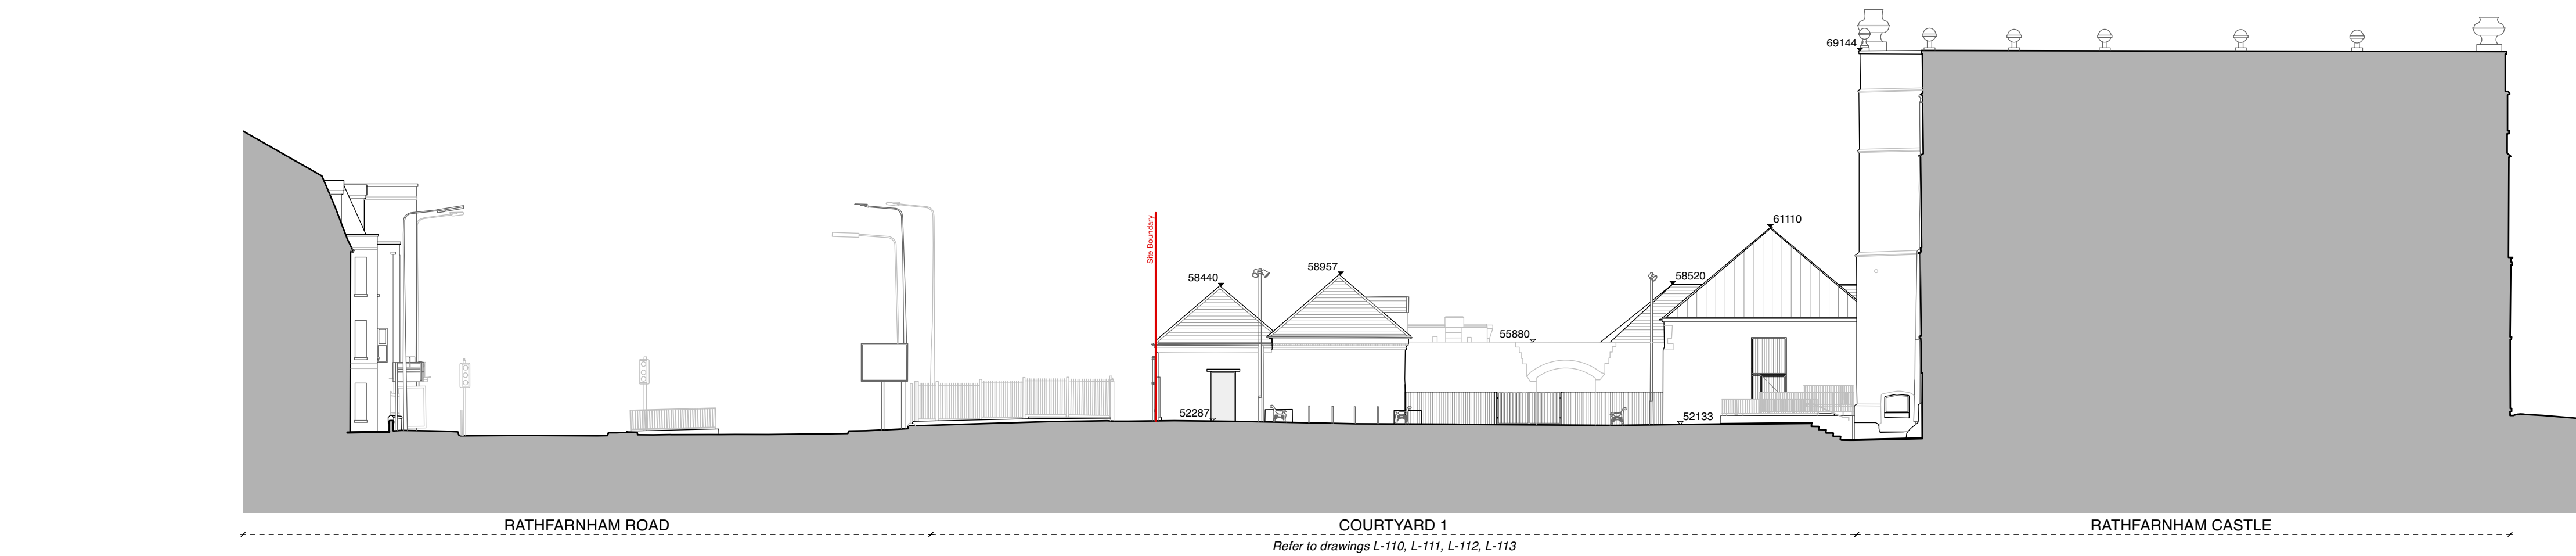 69144
61110
Site Boundary
58440
58957
58520
55880
52287
52133
RATHFARNHAM ROAD
COURTYARD 1
RATHFARNHAM CASTLE
Refer to drawings L-110, L-111, L-112, L-113